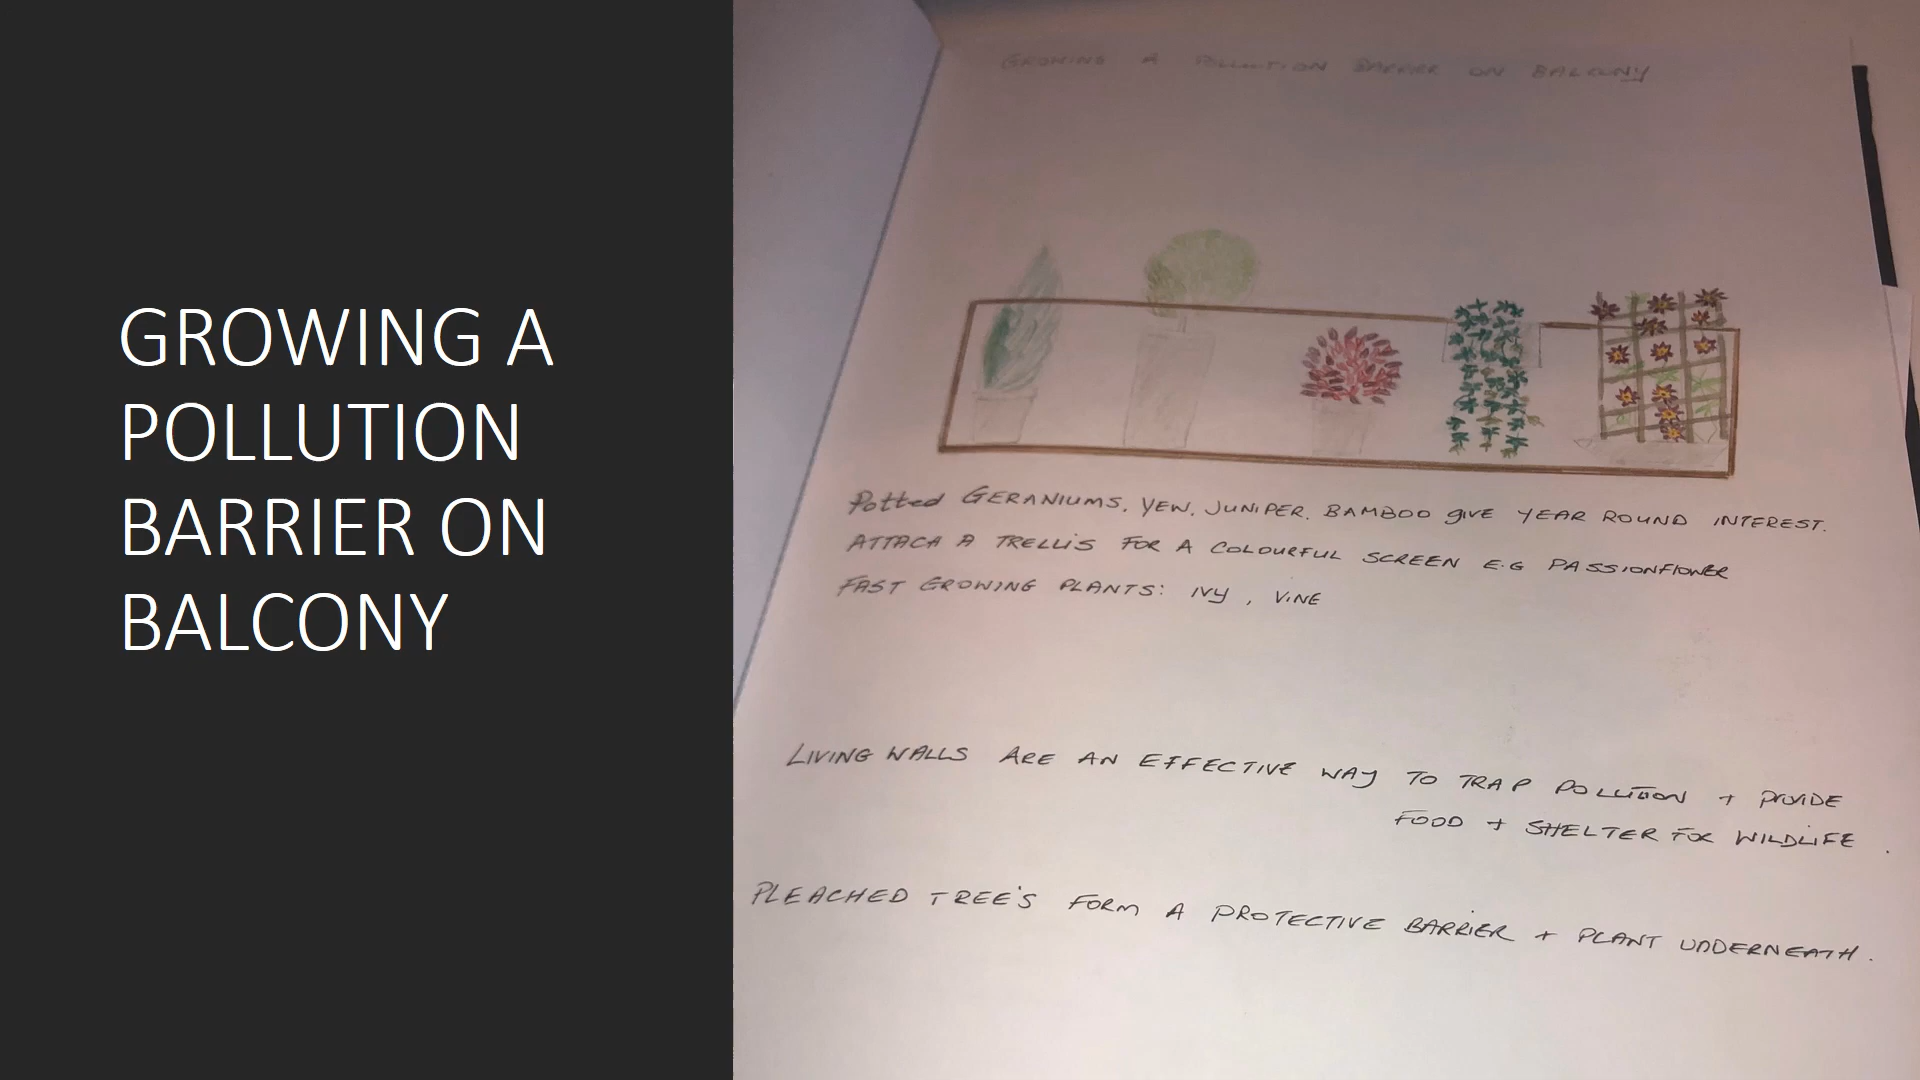 GROWING A
POLLUTION
BARRIER ON
BALCONY
GROWING A POLLUTION BARRIER ON BALCONY
Potted GERANIUMS, YEW, JUNIPER, BAMBOO gIVE YEAR ROUND INTEREST.
ATTACH A TRELLIS FOR A COLOURFUL SCREEN E.G PASSIONFLOWER
FAST GROWING PLANTS: IVY, VINE
LIVING WALLS ARE AN EFFECTIVE WAY TO TRAP POLLUTION + PROVIDE
FOOD + SHELTER FOR WILDLIFE.
PLEACHED TREE'S FORM A PROTECTIVE BARRIER + PLANT UNDERNEATH.